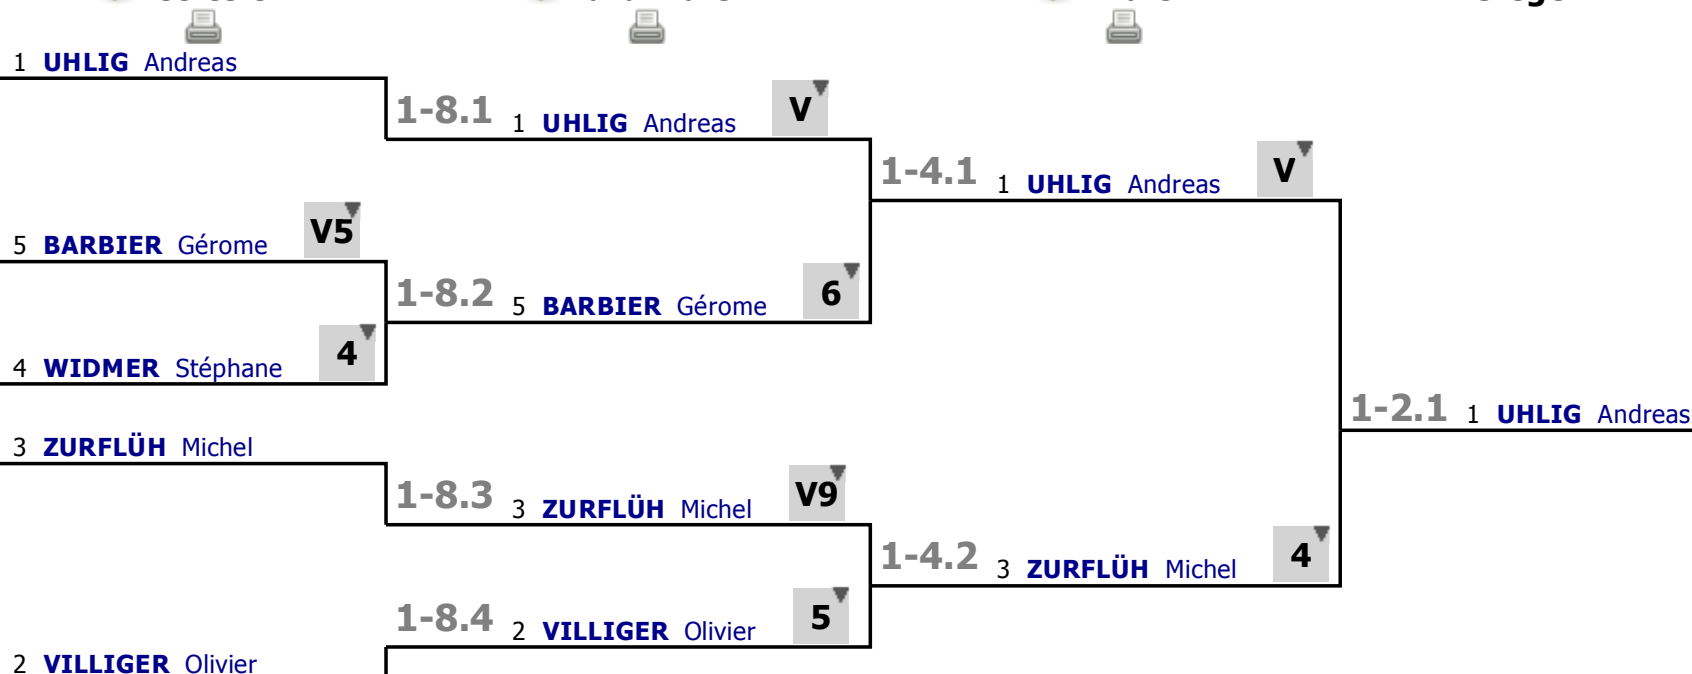 1 UHLIG Andreas
1-8.1 1 UHLIG Andreas V
1-4.1 1 UHLIG Andreas V
5 BARBIER Gérome V5
1-8.2 5 BARBIER Gérome 6
4 WIDMER Stéphane 4
1-2.1 1 UHLIG Andreas
3 ZURFLÜH Michel
1-8.3 3 ZURFLÜH Michel V9
1-4.2 3 ZURFLÜH Michel 4
1-8.4 2 VILLIGER Olivier 5
2 VILLIGER Olivier